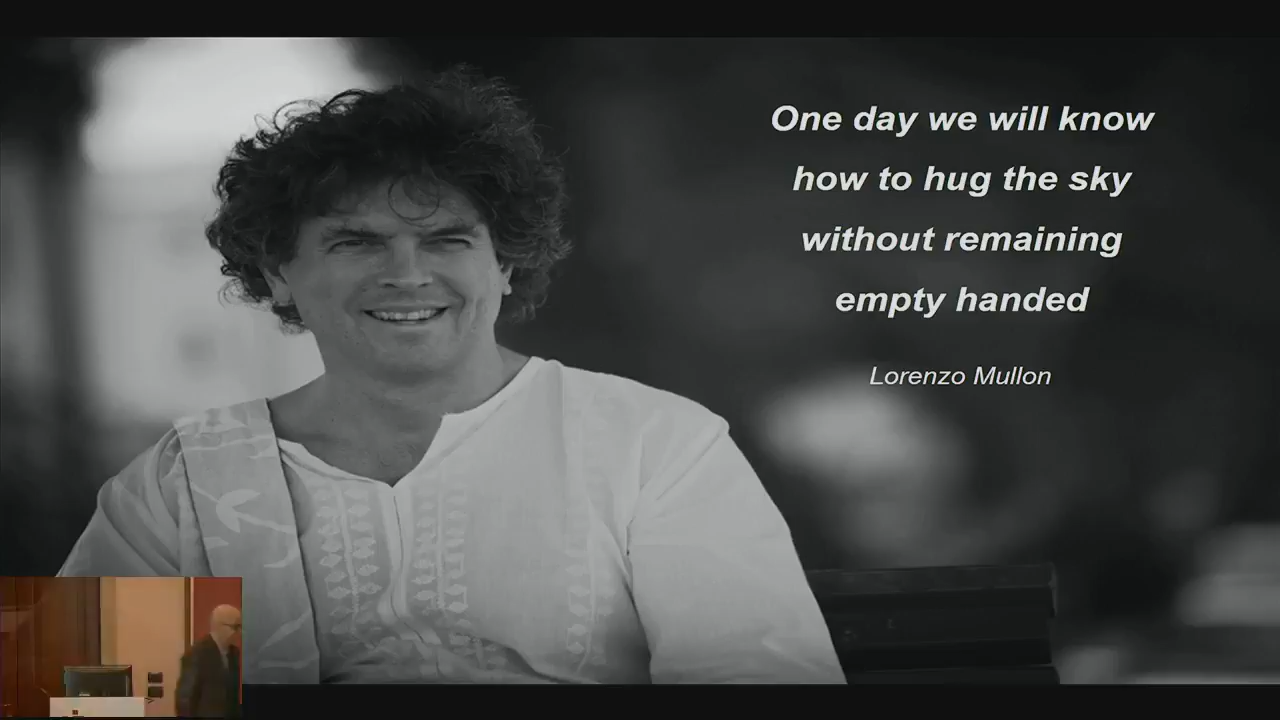 One day we will know
how to hug the sky
without remaining
empty handed
Lorenzo Mullon